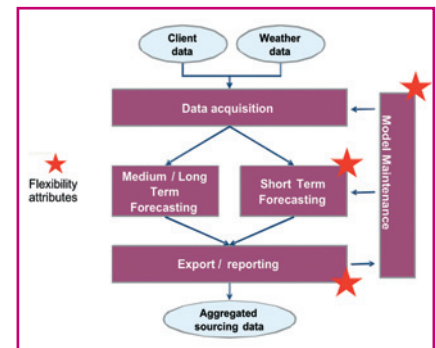 Client
data
Weather
data
Data acquisition
Model Maintenance
Flexibility
attributes
Medium / Long
Term
Forecasting
Short Term
Forecasting
Export / reporting
Aggregated
sourcing data